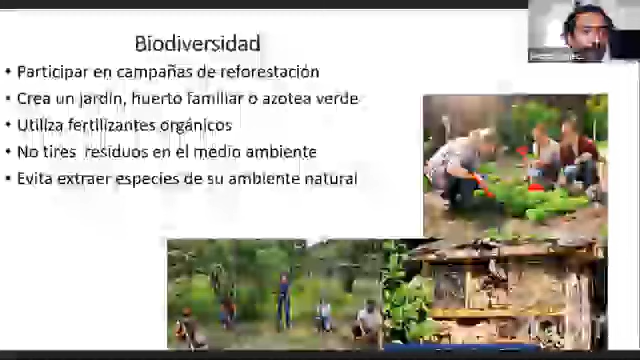 Biodiversidad
• Participar en campañas de reforestación
• Crea un jardín, huerto familiar o azotea verde
• Utiliza fertilizantes orgánicos
• No tires residuos en el medio ambiente
• Evita extraer especies de su ambiente natural